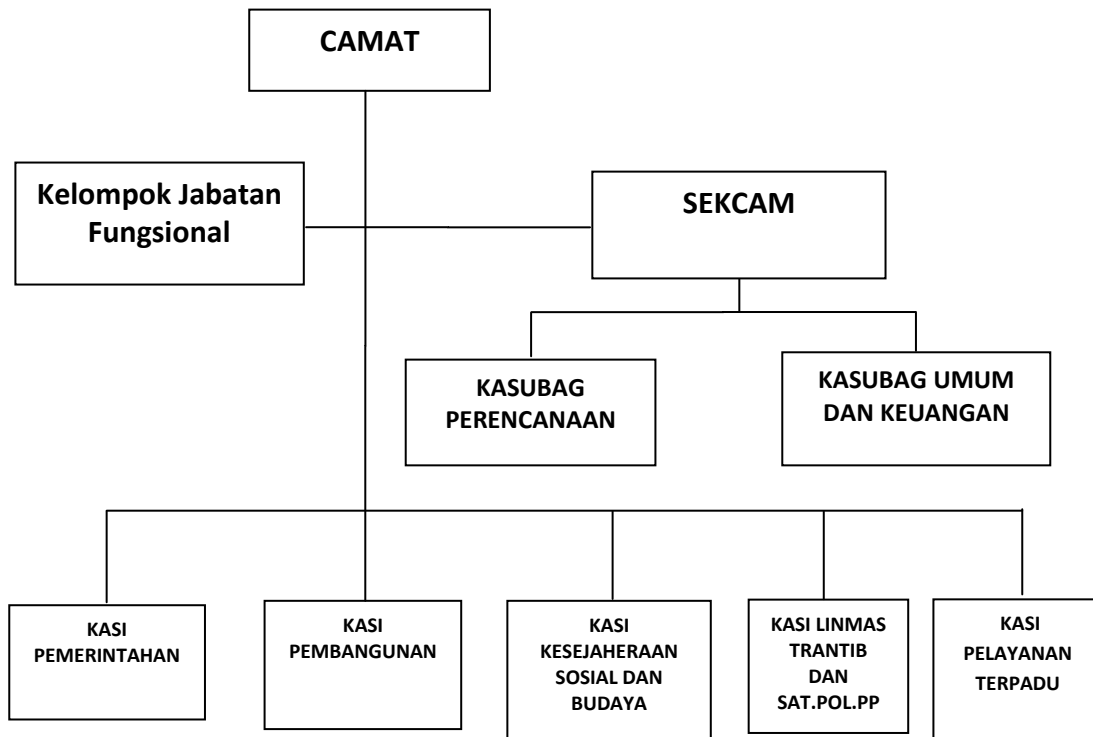 CAMAT
Kelompok Jabatan
Fungsional
SEKCAM
KASUBAG
PERENCANAAN
KASUBAG UMUM
DAN KEUANGAN
KASI
PEMERINTAHAN
KASI
PEMBANGUNAN
KASI
KESEJAHERAAN
SOSIAL DAN
BUDAYA
KASI LINMAS
TRANTIB
DAN
SAT.POL.PP
KASI
PELAYANAN
TERPADU